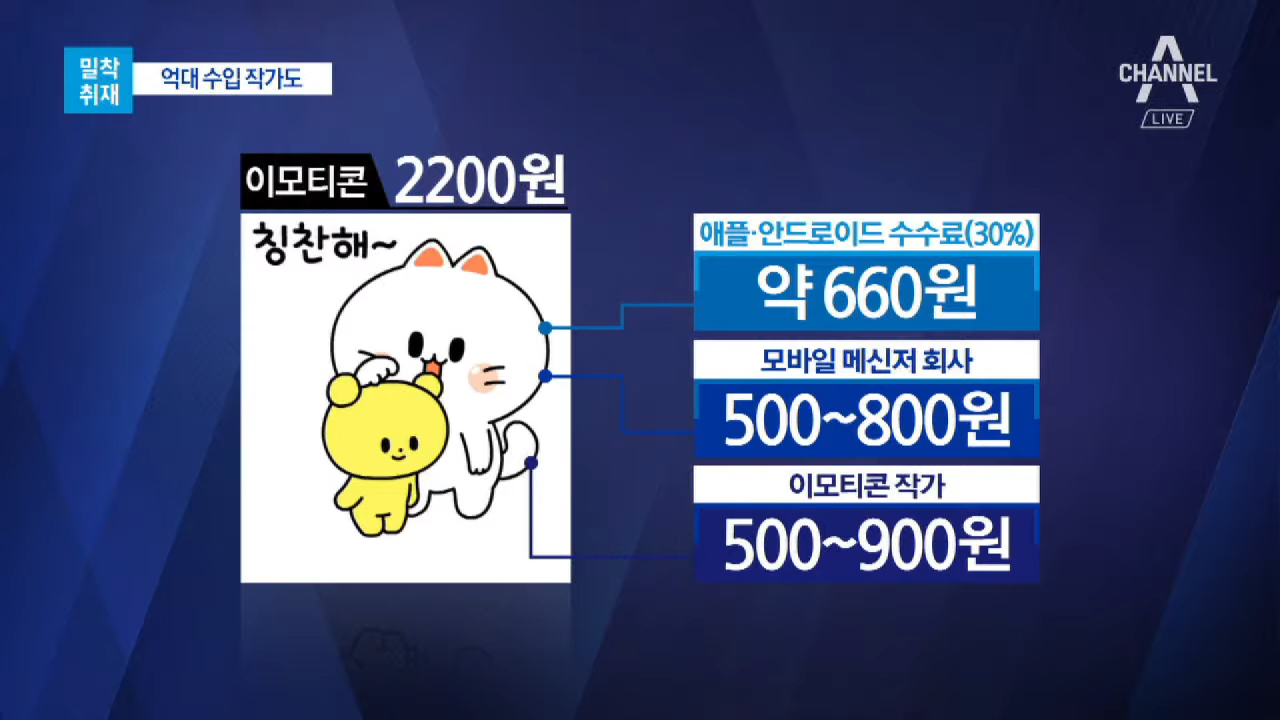 밀착
취재
억대 수입 작가도
CHANNEL A
LIVE
이모티콘 2200원
칭찬해~
애플·안드로이드 수수료(30%)
약 660원
모바일 메신저 회사
500~800원
이모티콘 작가
500~900원